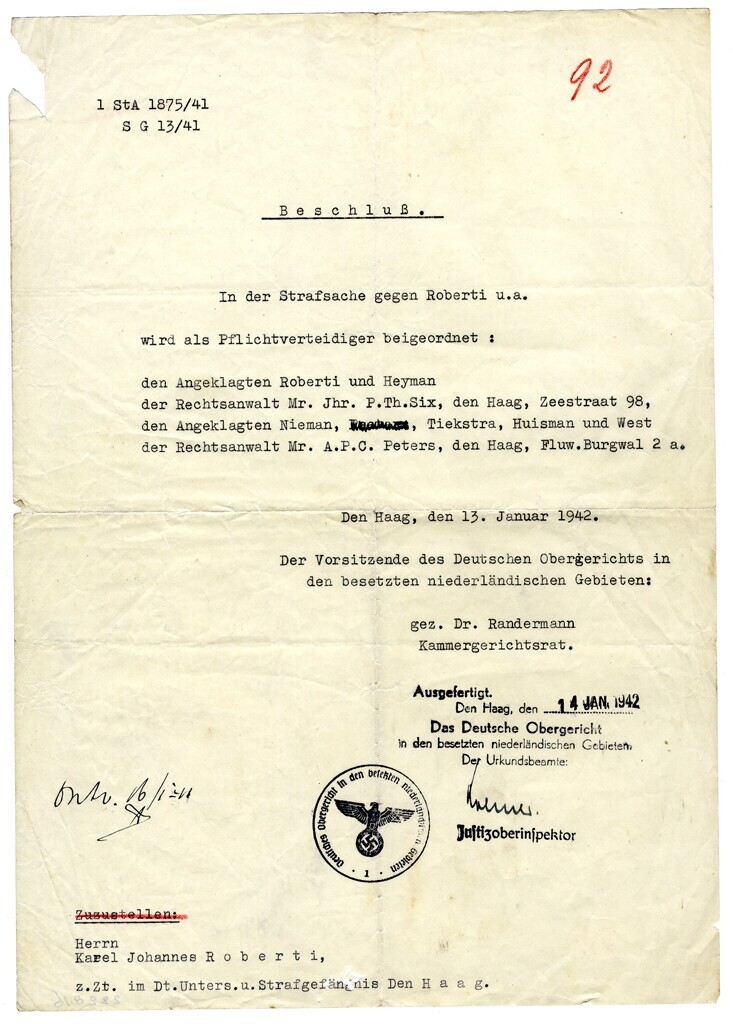 92
1 StA 1875/41
S G 13/41
Beschluß.
In der Strafsache gegen Roberti u.a.
wird als Pflichtverteidiger beigeordnet :
den Angeklagten Roberti und Heyman
der Rechtsanwalt Mr. Jhr. P.Th.Six, den Haag, Zeestraat 98,
den Angeklagten Nieman, , Tiekstra, Huisman und West
der Rechtsanwalt Mr. A.P.C. Peters, den Haag, Fluw.Burgwal 2 a.
Den Haag, den 13. Januar 1942.
Der Vorsitzende des Deutschen Obergerichts in
den besetzten niederländischen Gebieten:
gez. Dr. Randermann
Kammergerichtsrat.
Ausgefertigt.
Den Haag, den 14 JAN. 1942
Das Deutsche Obergericht
in den besetzten niederländischen Gebieten
Der Urkundsbeamte:
Justizoberinspektor
Deutsches Obergericht in den besetzten niederländischen Gebieten
1
Zuzustellen:
Herrn
Karel Johannes Roberti,
z.Zt. im Dt.Unters.u.Strafgefängnis Den Haag.